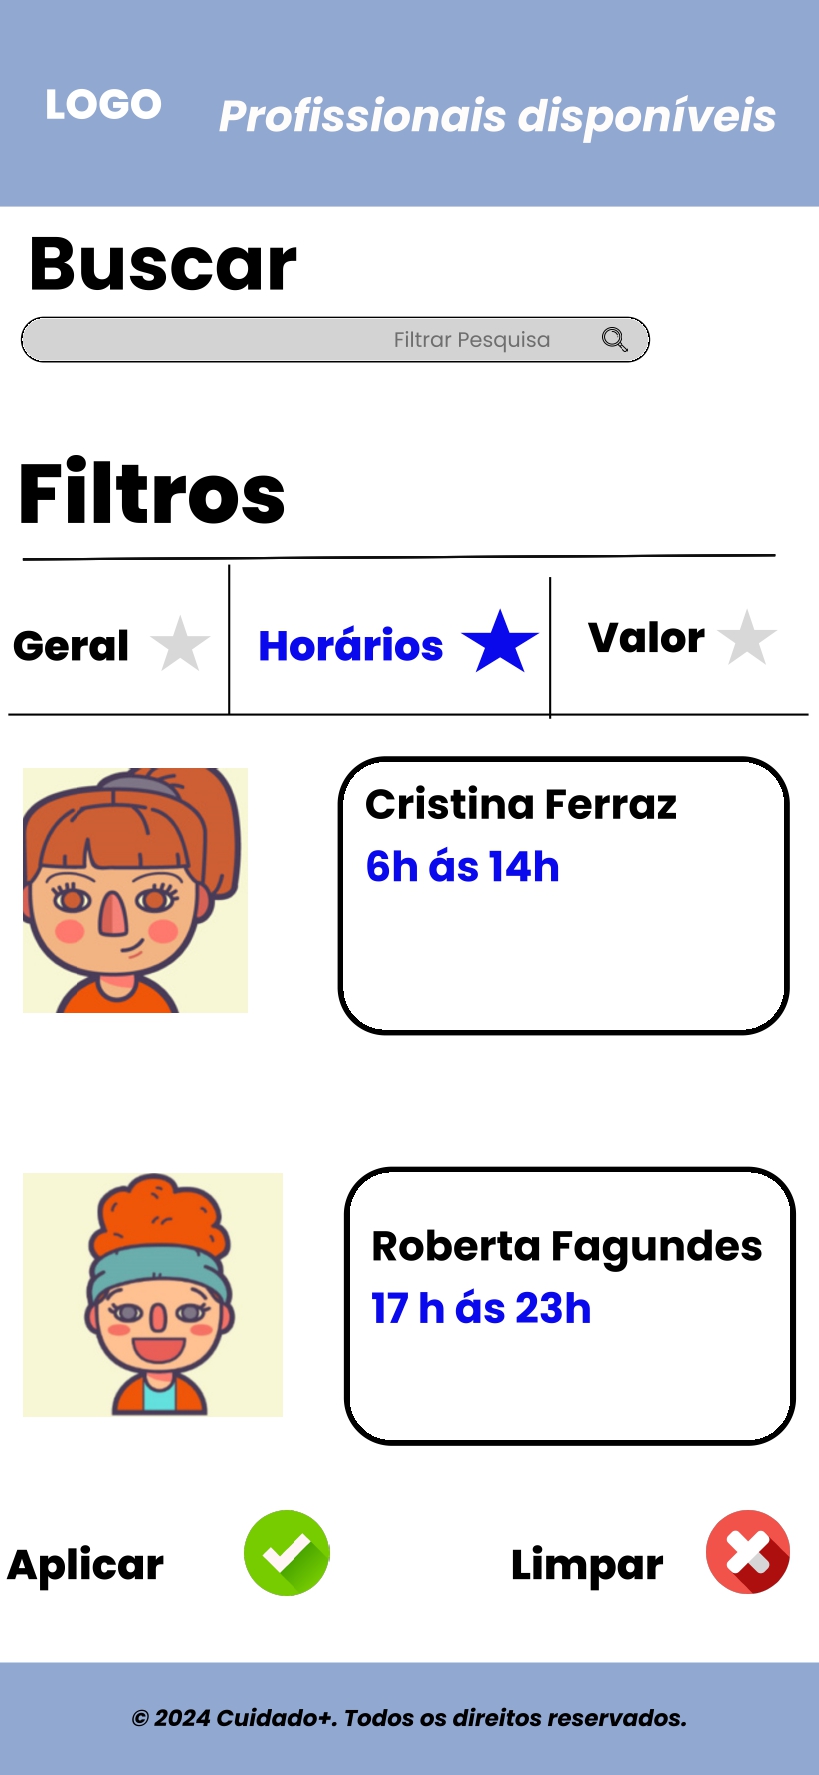 LOGO
Profissionais disponíveis
Buscar
Filtrar Pesquisa
Filtros
Geral
Horários
Valor
Cristina Ferraz
6h ás 14h
Roberta Fagundes
17 h ás 23h
Aplicar
Limpar
© 2024 Cuidado+. Todos os direitos reservados.